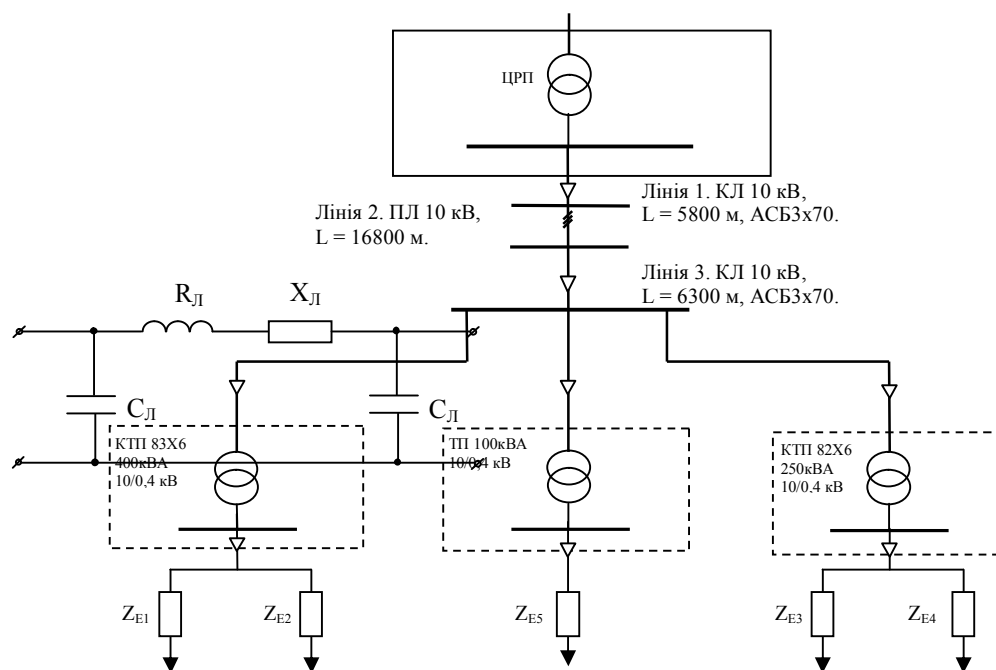 ЦРП
Лінія 1. КЛ 10 кВ,
L = 5800 м, АСБ3х70.
Лінія 2. ПЛ 10 кВ,
L = 16800 м.
Лінія 3. КЛ 10 кВ,
L = 6300 м, АСБ3х70.
RЛ
XЛ
CЛ
CЛ
КТП 83Х6
400кВА
10/0,4 кВ
ТП 100кВА
10/0,4 кВ
КТП 82Х6
250кВА
10/0,4 кВ
ZE1
ZE2
ZE5
ZE3
ZE4